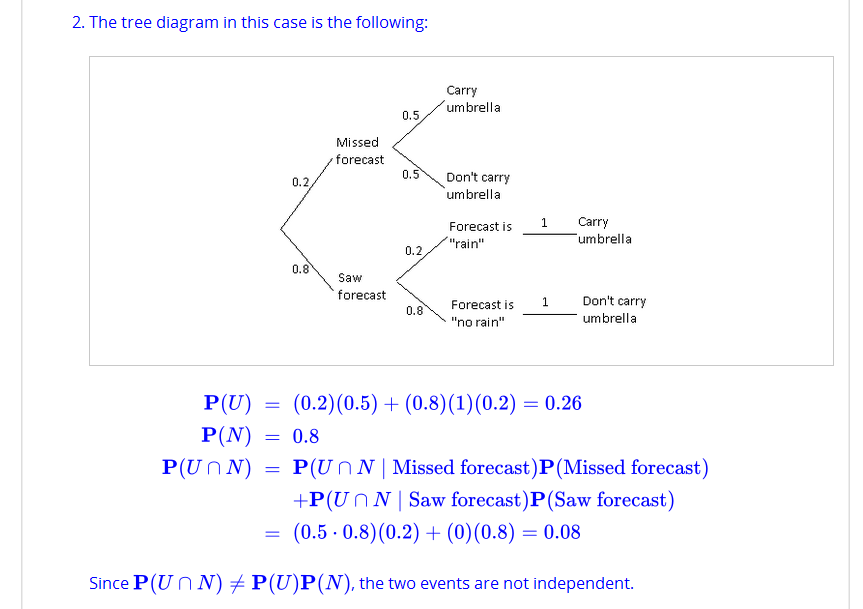 2. The tree diagram in this case is the following:
Carry
umbrella
0.5
Missed
forecast
0.5
Don't carry
umbrella
0.2
Forecast is
"rain"
1
Carry
umbrella
0.2
0.8
Saw
forecast
0.8
Forecast is
"no rain"
1
Don't carry
umbrella
P(U) = (0.2)(0.5) + (0.8)(1)(0.2) = 0.26
P(N) = 0.8
P(U ∩ N) = P(U ∩ N | Missed forecast)P(Missed forecast)
+P(U ∩ N | Saw forecast)P(Saw forecast)
= (0.5 · 0.8)(0.2) + (0)(0.8) = 0.08
Since P(U ∩ N) ≠ P(U)P(N), the two events are not independent.